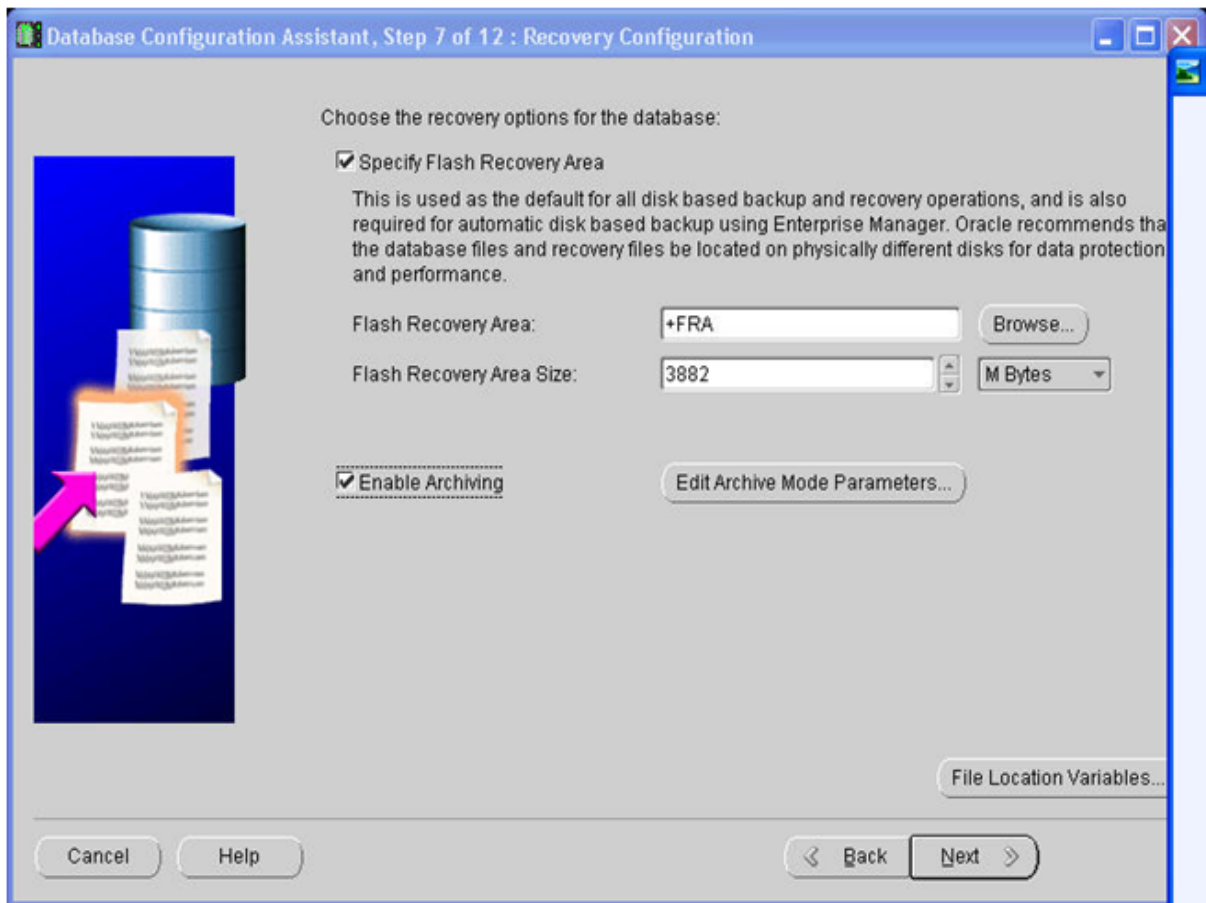 Database Configuration Assistant, Step 7 of 12 : Recovery Configuration
Choose the recovery options for the database:
Specify Flash Recovery Area
This is used as the default for all disk based backup and recovery operations, and is also
required for automatic disk based backup using Enterprise Manager. Oracle recommends tha
the database files and recovery files be located on physically different disks for data protection
and performance.
Flash Recovery Area: +FRA Browse...
Flash Recovery Area Size: 3882 M Bytes
Enable Archiving Edit Archive Mode Parameters...
File Location Variables...
Cancel Help Back Next